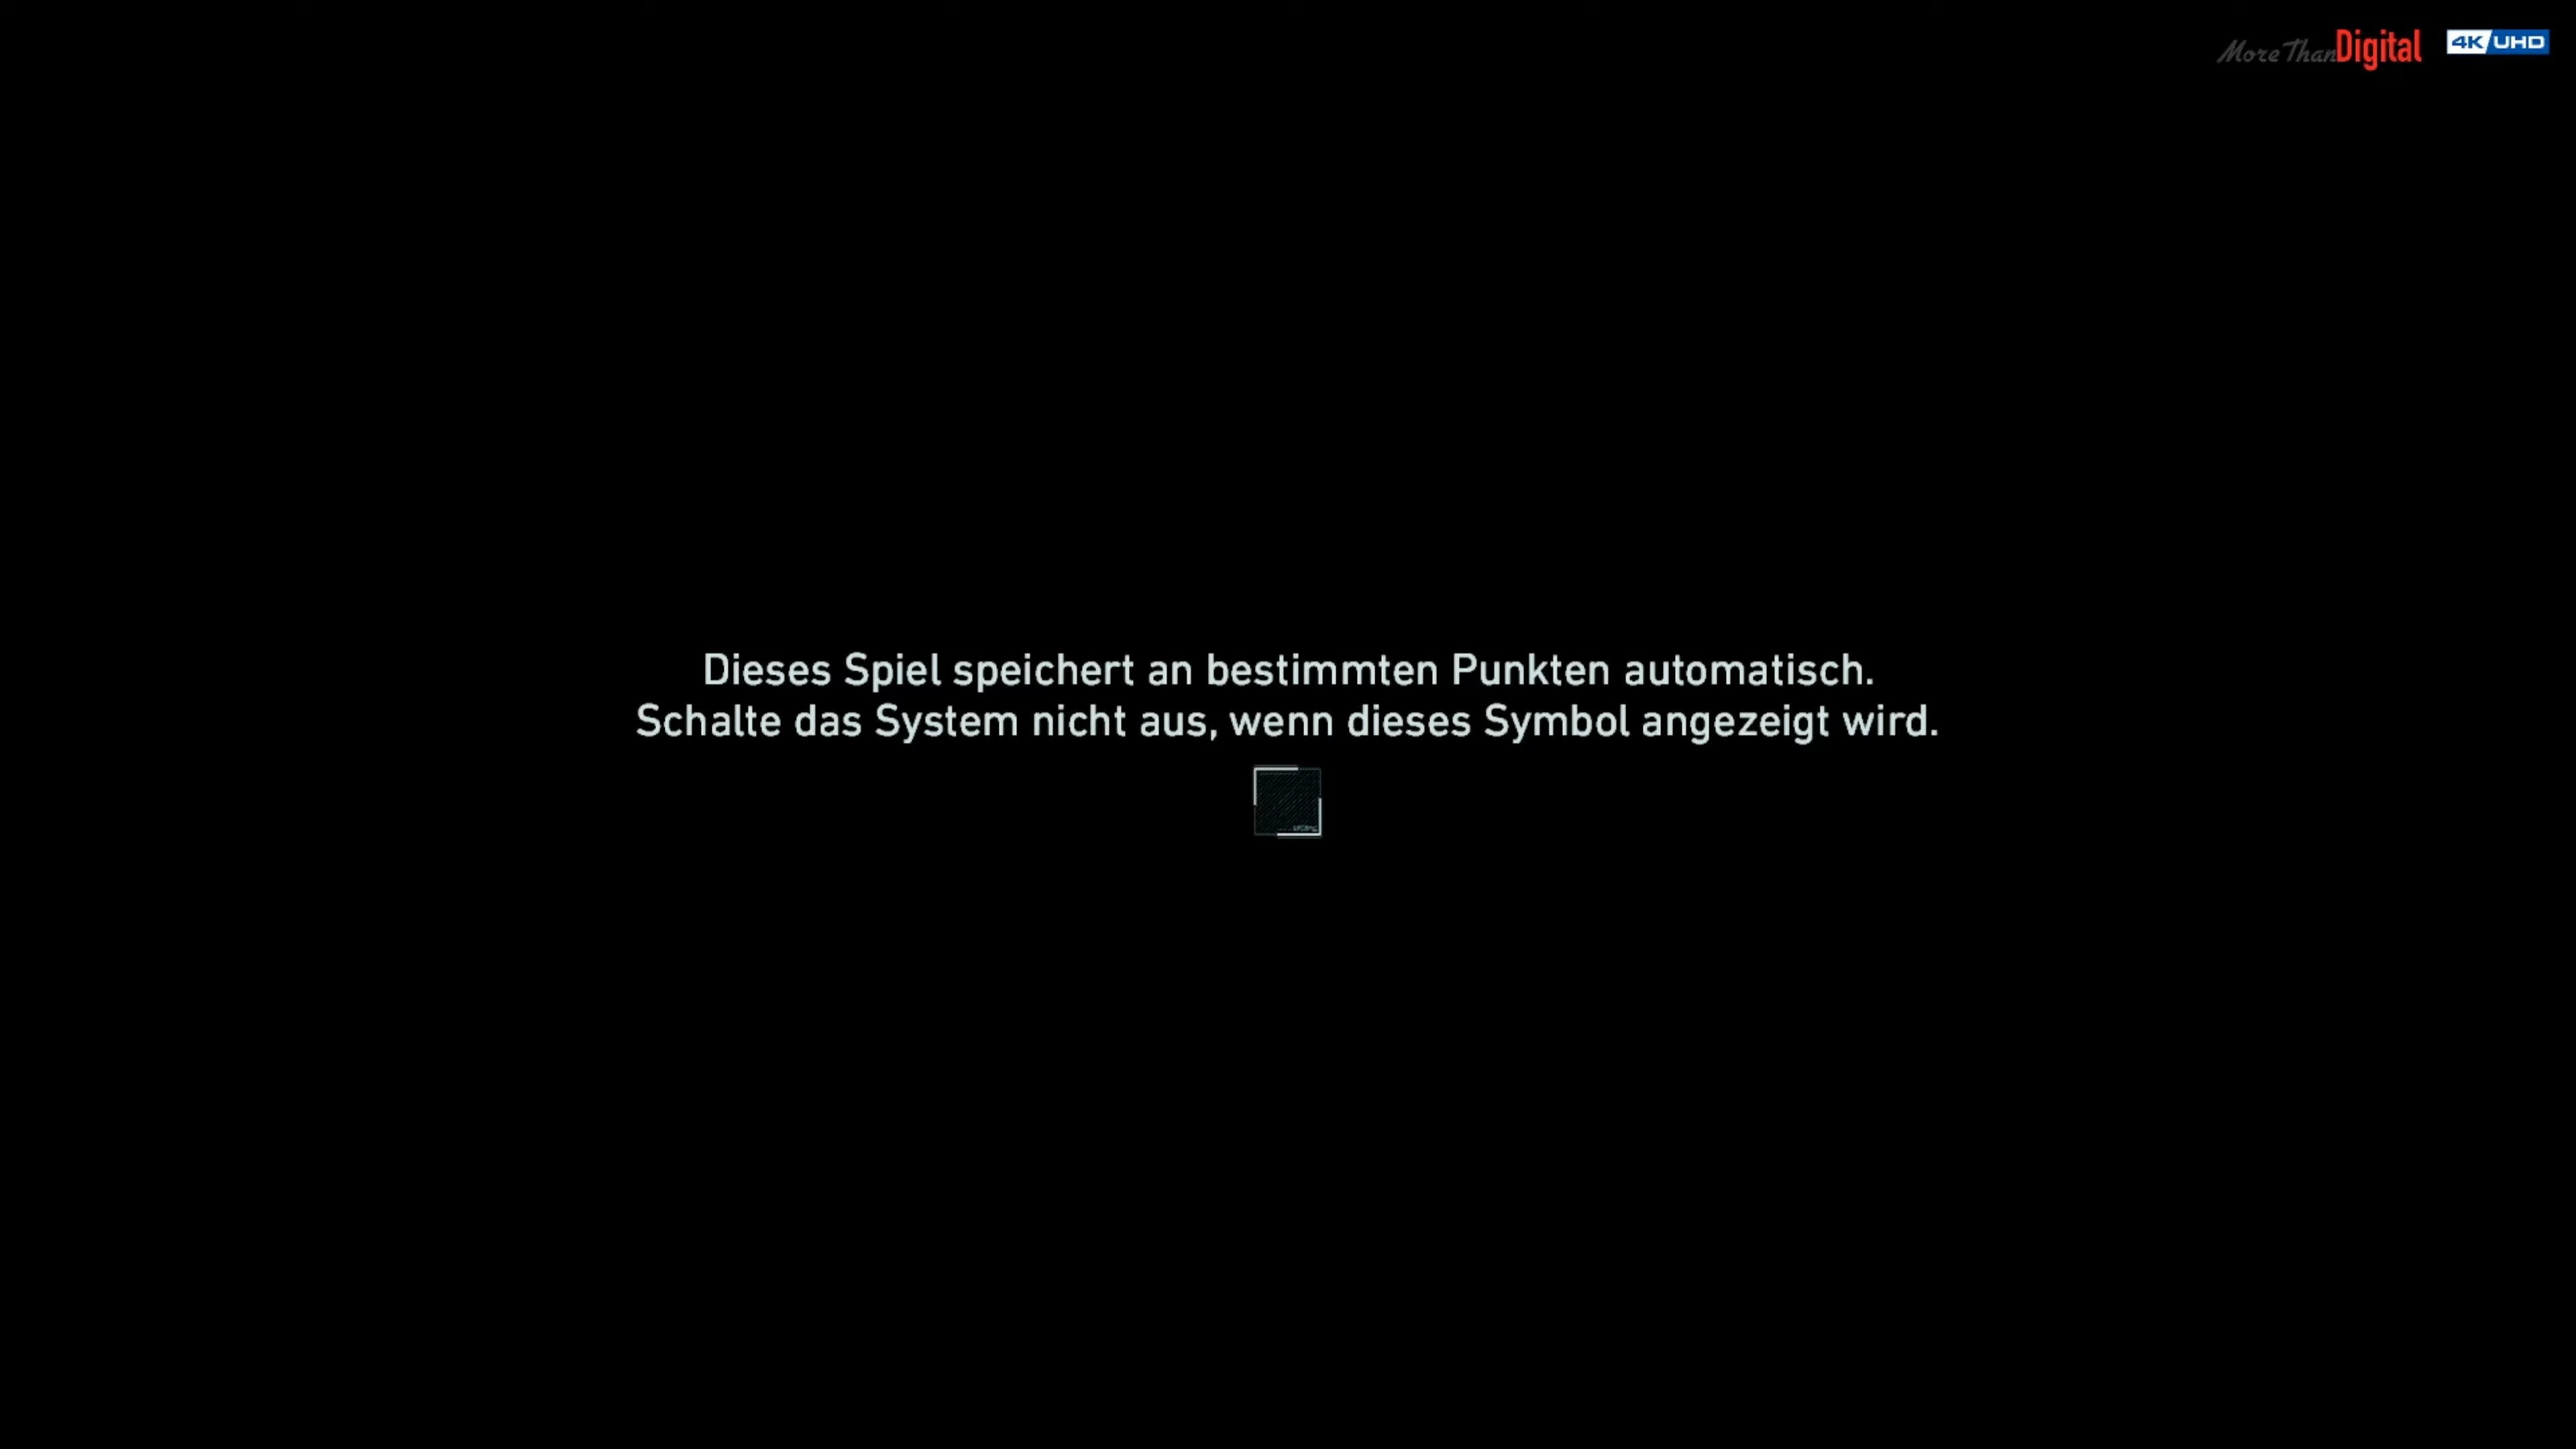 More Than Digital 4K UHD
Dieses Spiel speichert an bestimmten Punkten automatisch.
Schalte das System nicht aus, wenn dieses Symbol angezeigt wird.